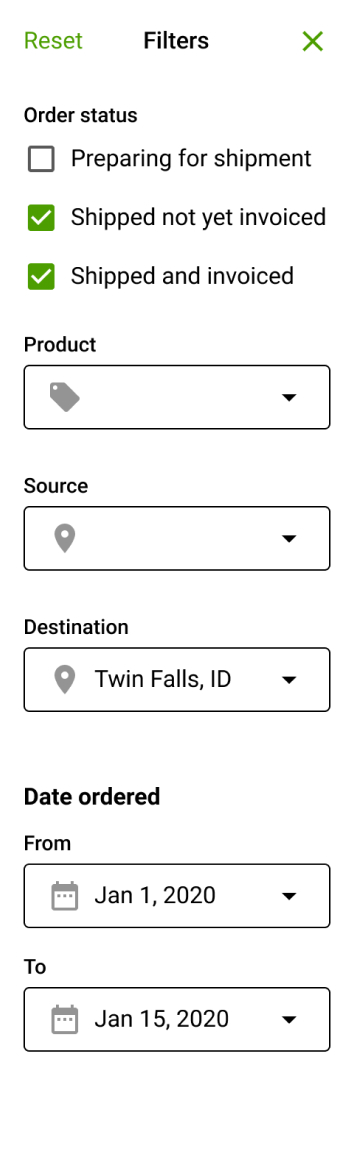 Reset Filters
Order status
Preparing for shipment
Shipped not yet invoiced
Shipped and invoiced
Product
Source
Destination
Twin Falls, ID
Date ordered
From
Jan 1, 2020
To
Jan 15, 2020